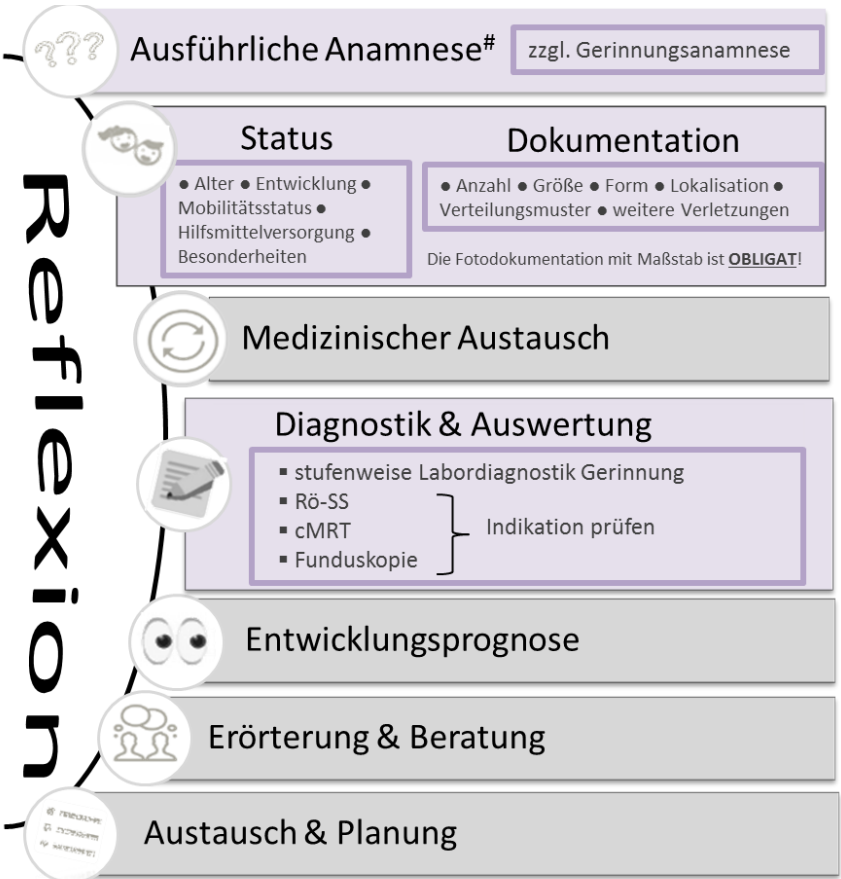 Ausführliche Anamnese#
zzgl. Gerinnungsanamnese
Status
● Alter ● Entwicklung ●
Mobilitätsstatus ●
Hilfsmittelversorgung ●
Besonderheiten
Dokumentation
● Anzahl ● Größe ● Form ● Lokalisation ●
Verteilungsmuster ● weitere Verletzungen
Die Fotodokumentation mit Maßstab ist OBLIGAT!
Reflexion
Medizinischer Austausch
Diagnostik & Auswertung
▪ stufenweise Labordiagnostik Gerinnung
▪ Rö-SS
▪ cMRT
▪ Funduskopie
Indikation prüfen
Entwicklungsprognose
Erörterung & Beratung
Austausch & Planung